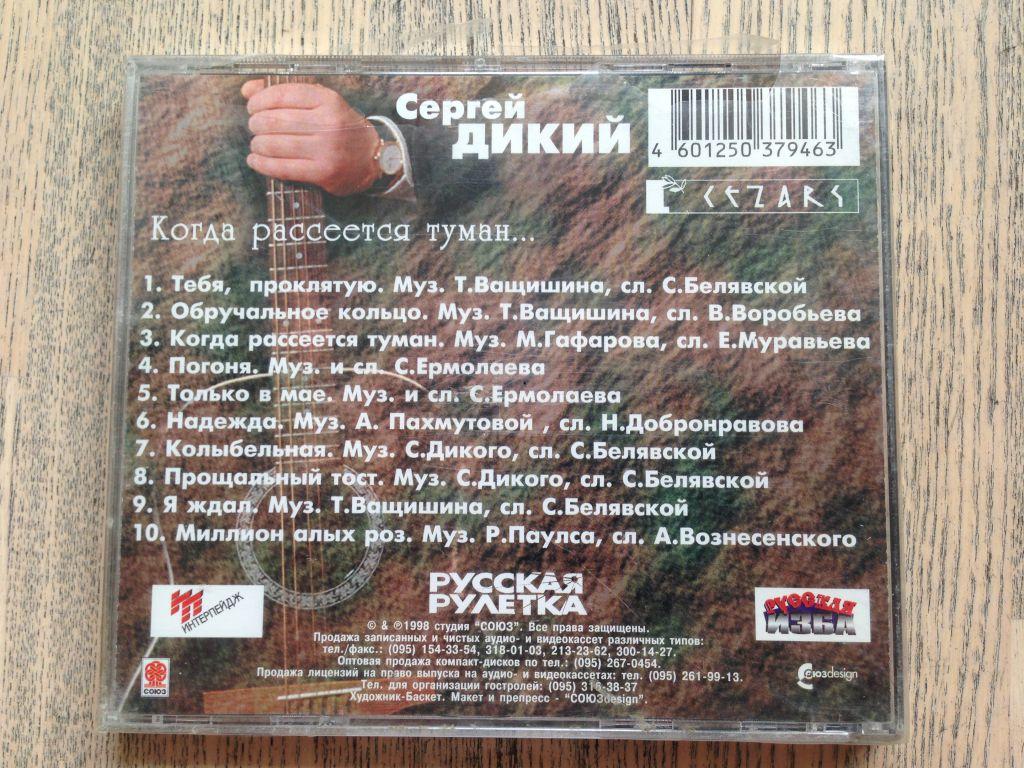 Сергей
ДИКИЙ
4 601250 379463
CEZARS
Когда рассеется туман...
1. Тебя, проклятую. Муз. Т.Ващишина, сл. С.Белявской
2. Обручальное кольцо. Муз. Т.Ващишина, сл. В.Воробьева
3. Когда рассеется туман. Муз. М.Гафарова, сл. Е.Муравьева
4. Погоня. Муз. и сл. С.Ермолаева
5. Только в мае. Муз. и сл. С.Ермолаева
6. Надежда. Муз. А. Пахмутовой , сл. Н.Добронравова
7. Колыбельная. Муз. С.Дикого, сл. С.Белявской
8. Прощальный тост. Муз. С.Дикого, сл. С.Белявской
9. Я ждал. Муз. Т.Ващишина, сл. С.Белявской
10. Миллион алых роз. Муз. Р.Паулса, сл. А.Вознесенского
ИНТЕРПЕЙДЖ
РУССКАЯ
РУЛЕТКА
РУССКАЯ
ИЗБА
© & ℗1998 студия "СОЮЗ". Все права защищены.
Продажа записанных и чистых аудио- и видеокассет различных типов:
тел./факс.: (095) 154-33-54, 318-01-03, 213-23-62, 300-14-27.
Оптовая продажа компакт-дисков по тел.: (095) 267-0454.
Продажа лицензий на право выпуска на аудио- и видеокассетах: тел. (095) 261-99-13.
Тел. для организации гостролей: (095) 316-38-37
Художник-Баскет. Макет и препресс - "СОЮЗdesign".
СОЮЗ
союзdesign